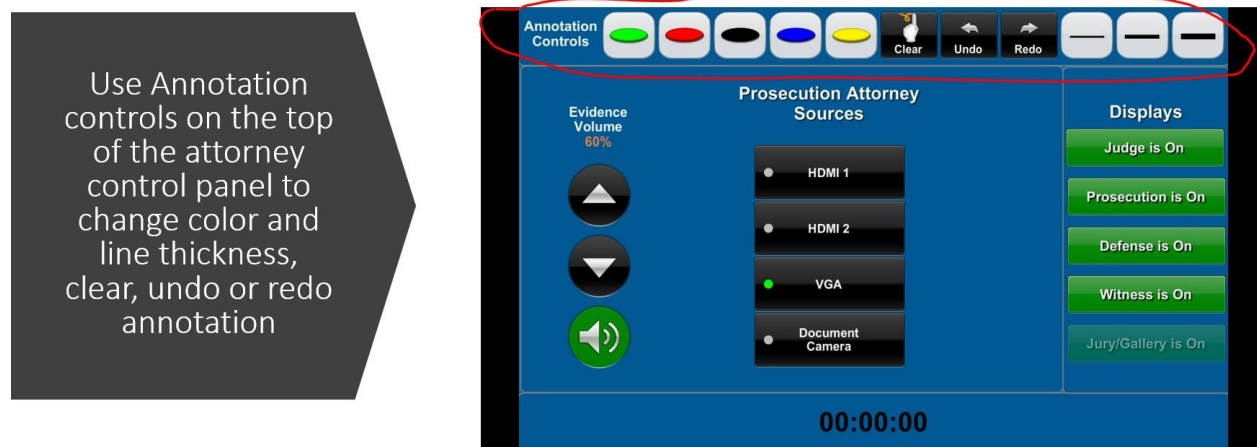 Use Annotation
controls on the top
of the attorney
control panel to
change color and
line thickness,
clear, undo or redo
annotation
Annotation
Controls
Clear
Undo
Redo
Evidence
Volume
60%
Prosecution Attorney
Sources
HDMI 1
HDMI 2
VGA
Document
Camera
Displays
Judge is On
Prosecution is On
Defense is On
Witness is On
Jury/Gallery is On
00:00:00